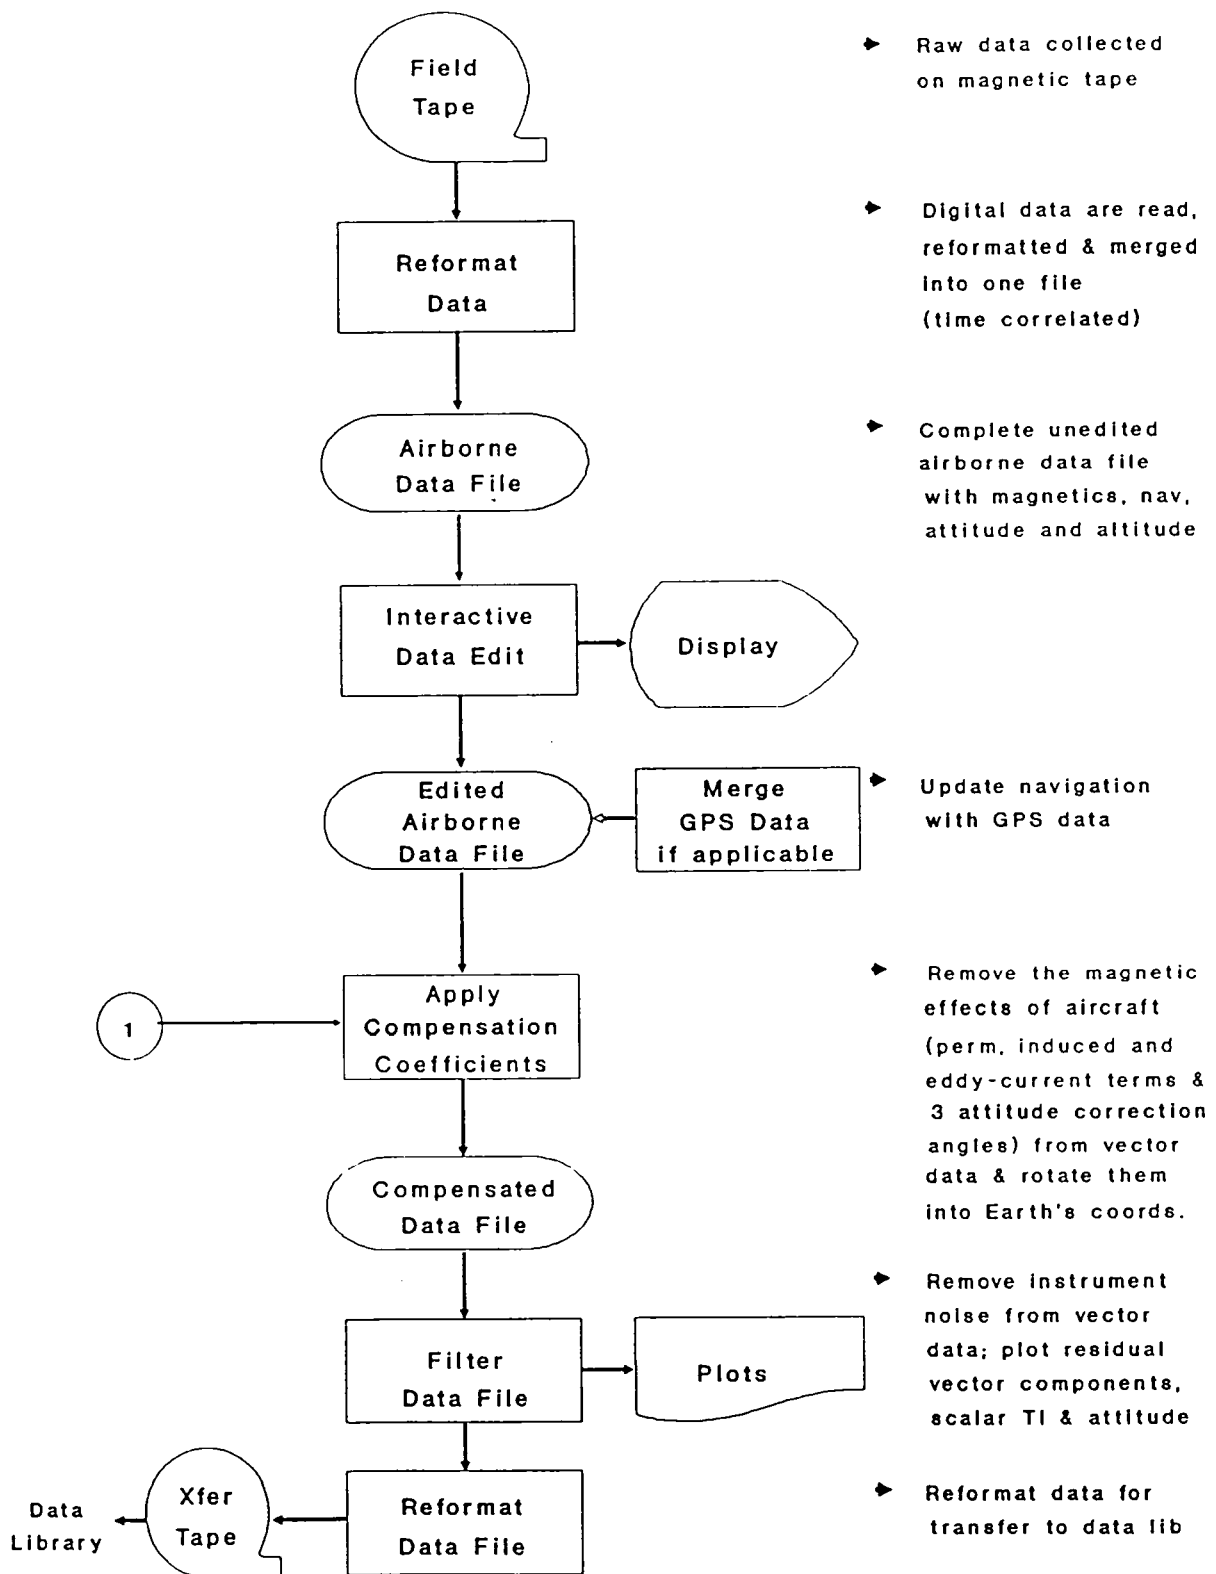 Field
Tape
Raw data collected
on magnetic tape
Reformat
Data
Digital data are read,
reformatted & merged
into one file
(time correlated)
Airborne
Data File
Complete unedited
airborne data file
with magnetics, nav,
attitude and altitude
Interactive
Data Edit
Display
Edited
Airborne
Data File
Merge
GPS Data
if applicable
Update navigation
with GPS data
1
Apply
Compensation
Coefficients
Remove the magnetic
effects of aircraft
(perm, induced and
eddy-current terms &
3 attitude correction
angles) from vector
data & rotate them
into Earth's coords.
Compensated
Data File
Filter
Data File
Plots
Remove instrument
noise from vector
data; plot residual
vector components,
scalar TI & attitude
Data
Library
Xfer
Tape
Reformat
Data File
Reformat data for
transfer to data lib